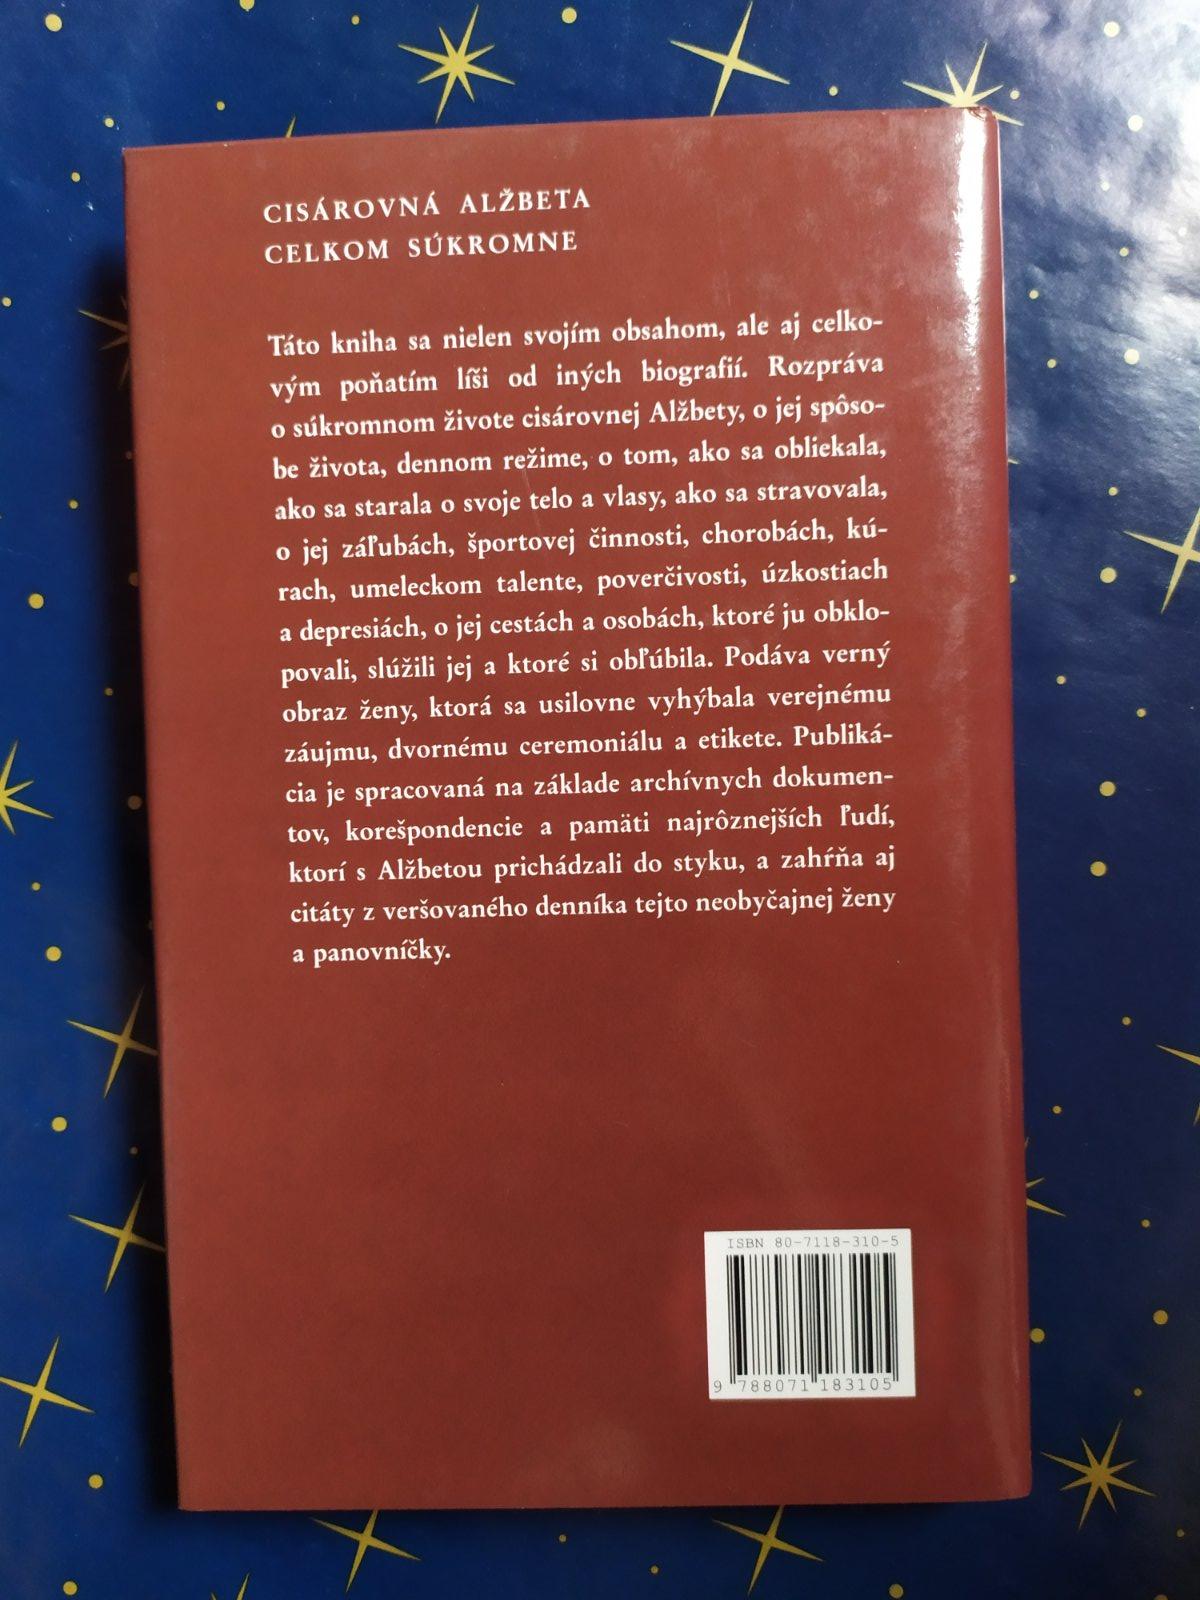 CISÁROVNÁ ALŽBETA
CELKOM SÚKROMNE
Táto kniha sa nielen svojím obsahom, ale aj celko-
vým poňatím líši od iných biografií. Rozpráva
o súkromnom živote cisárovnej Alžbety, o jej spôso-
be života, dennom režime, o tom, ako sa obliekala,
ako sa starala o svoje telo a vlasy, ako sa stravovala,
o jej záľubách, športovej činnosti, chorobách, kú-
rach, umeleckom talente, poverčivosti, úzkostiach
a depresiách, o jej cestách a osobách, ktoré ju obklo-
povali, slúžili jej a ktoré si obľúbila. Podáva verný
obraz ženy, ktorá sa usilovne vyhýbala verejnému
záujmu, dvornému ceremoniálu a etikete. Publiká-
cia je spracovaná na základe archívnych dokumen-
tov, korešpondencie a pamäti najrôznejších ľudí,
ktorí s Alžbetou prichádzali do styku, a zahŕňa aj
citáty z veršovaného denníka tejto neobyčajnej ženy
a panovníčky.
ISBN 80-7118-310-5
9 788071 183105